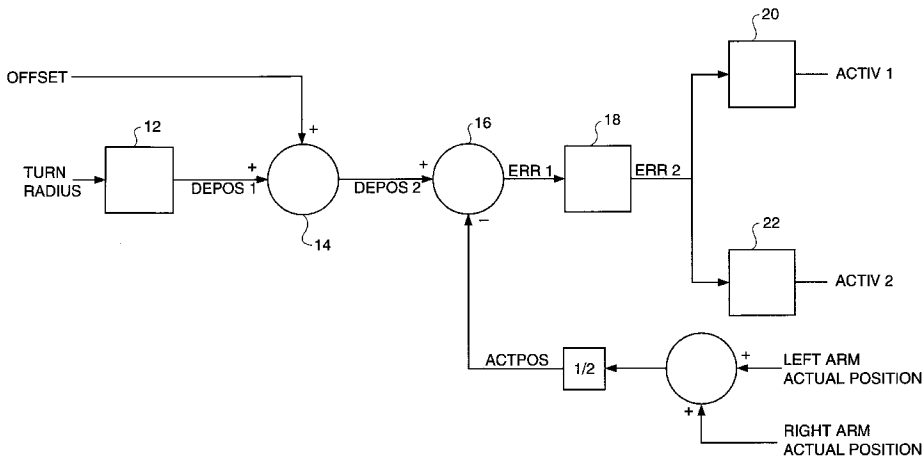 20
OFFSET
ACTIV 1
+
12
16
18
TURN
RADIUS
+
DEPOS 1
+
DEPOS 2
ERR 1
ERR 2
14
–
22
ACTIV 2
ACTPOS
1/2
+
LEFT ARM
ACTUAL POSITION
+
RIGHT ARM
ACTUAL POSITION